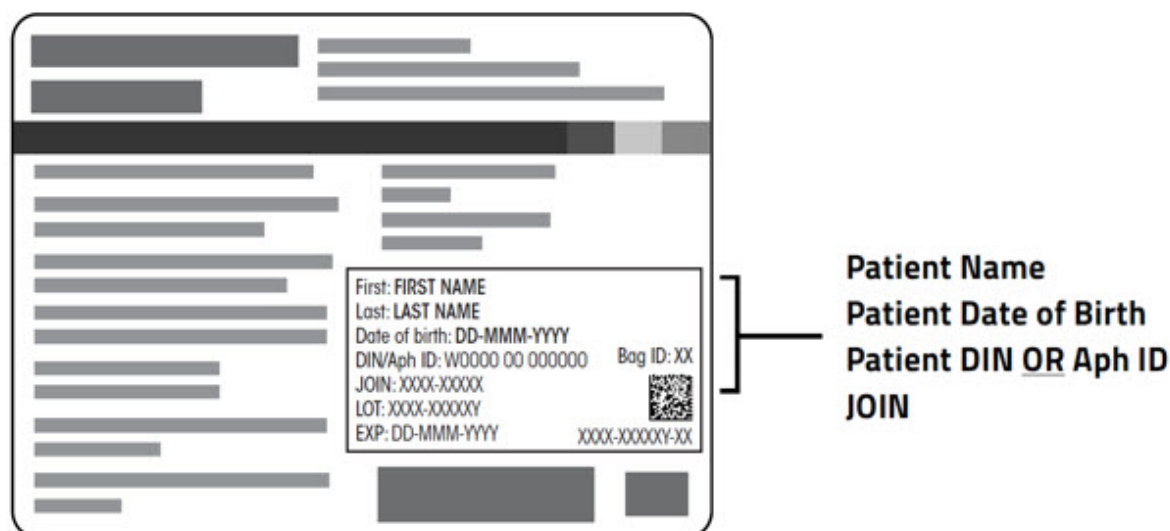 First: FIRST NAME
Last: LAST NAME
Date of birth: DD-MMM-YYYY
DIN/Aph ID: W0000 00 000000
Bag ID: XX
JOIN: XXXX-XXXXX
LOT: XXXX-XXXXXY
EXP: DD-MMM-YYYY
XXXX-XXXXXY-XX
Patient Name
Patient Date of Birth
Patient DIN OR Aph ID
JOIN